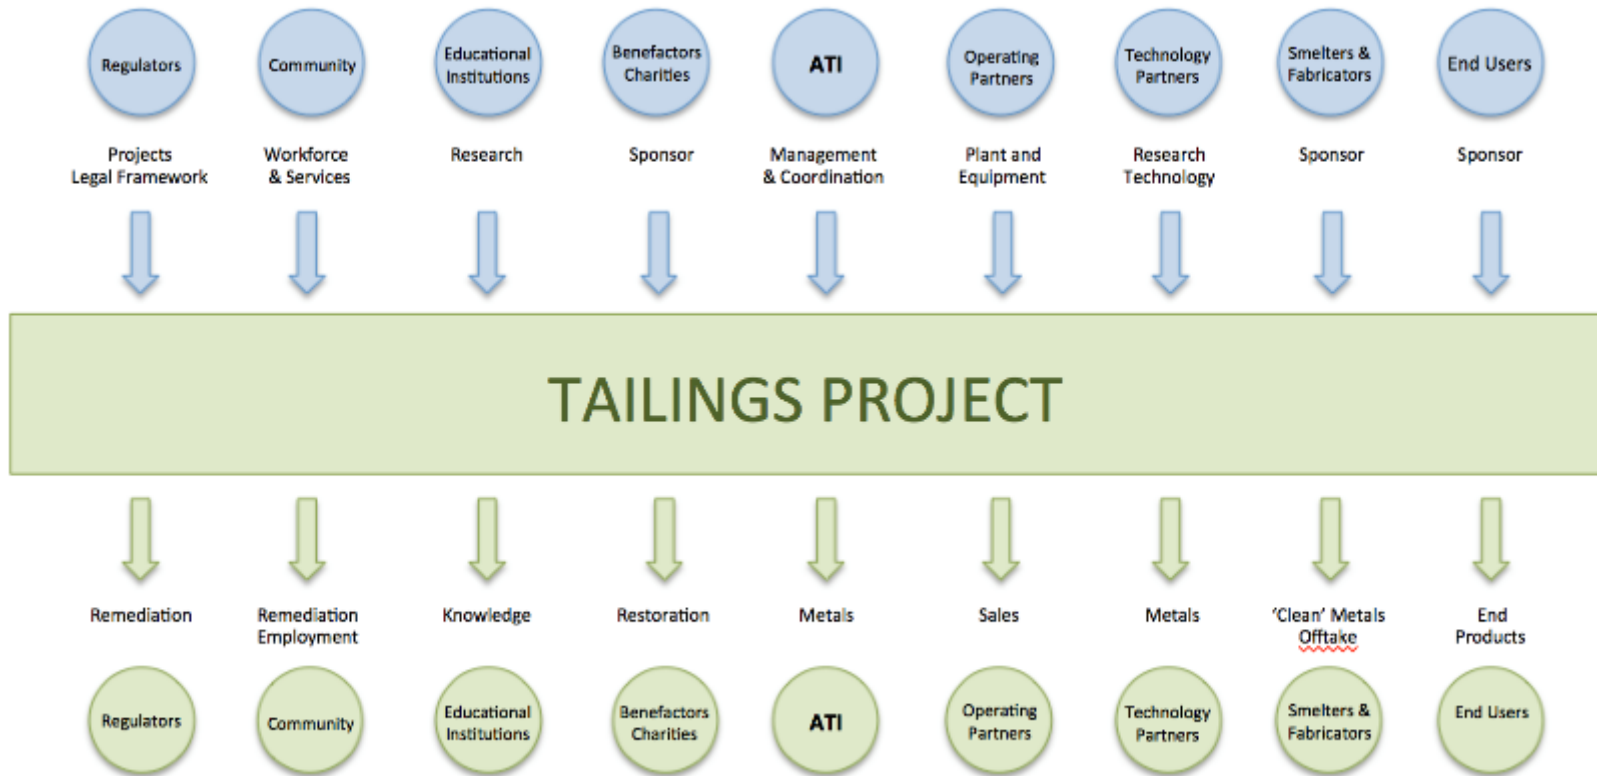 Regulators
Community
Educational
Institutions
Benefactors
Charities
ATI
Operating
Partners
Technology
Partners
Smelters &
Fabricators
End Users
Projects
Legal Framework
Workforce
& Services
Research
Sponsor
Management
& Coordination
Plant and
Equipment
Research
Technology
Sponsor
Sponsor
TAILINGS PROJECT
Remediation
Remediation
Employment
Knowledge
Restoration
Metals
Sales
Metals
'Clean' Metals
Offtake
End
Products
Regulators
Community
Educational
Institutions
Benefactors
Charities
ATI
Operating
Partners
Technology
Partners
Smelters &
Fabricators
End Users